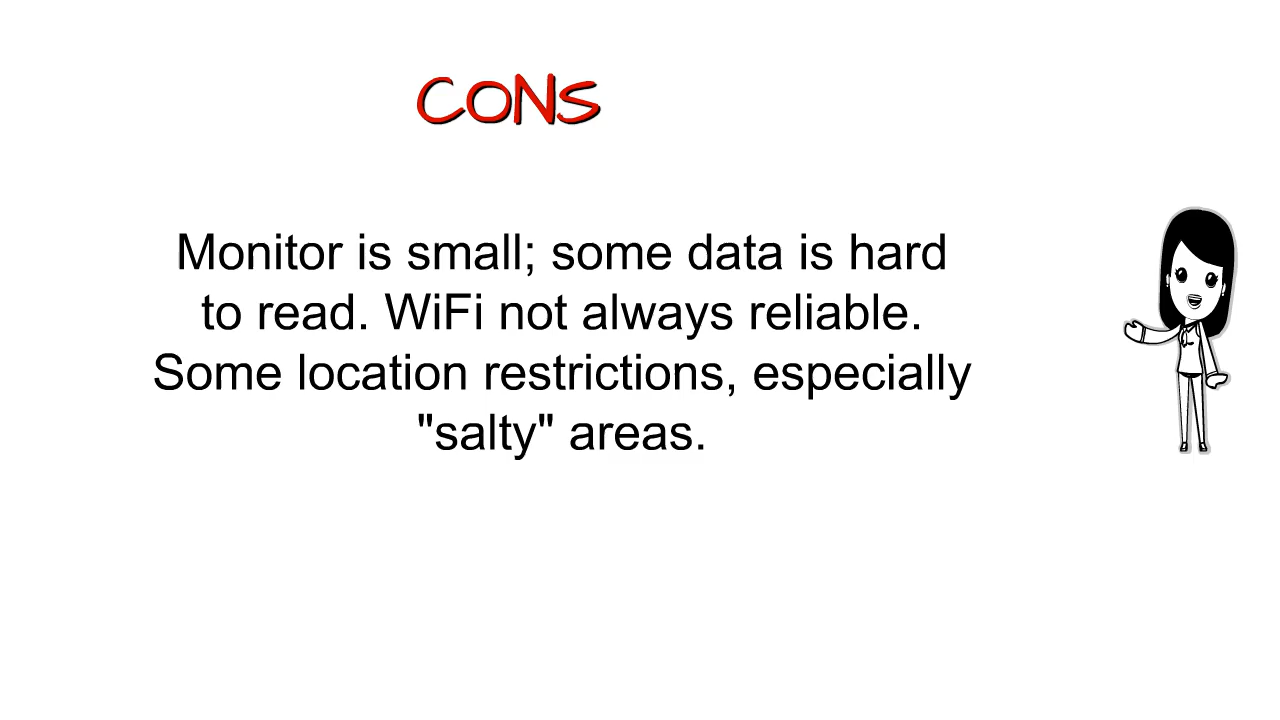 CONS
Monitor is small; some data is hard
to read. WiFi not always reliable.
Some location restrictions, especially
"salty" areas.